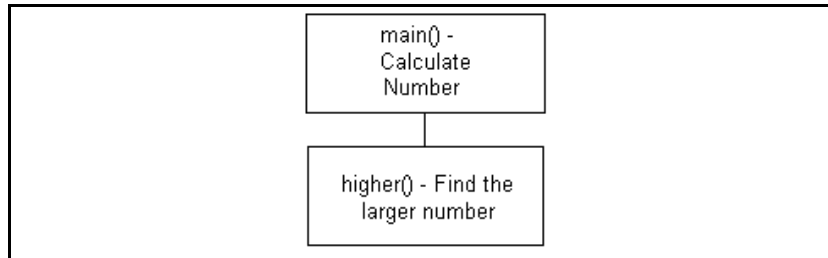 main() -
Calculate
Number
higher() - Find the
larger number